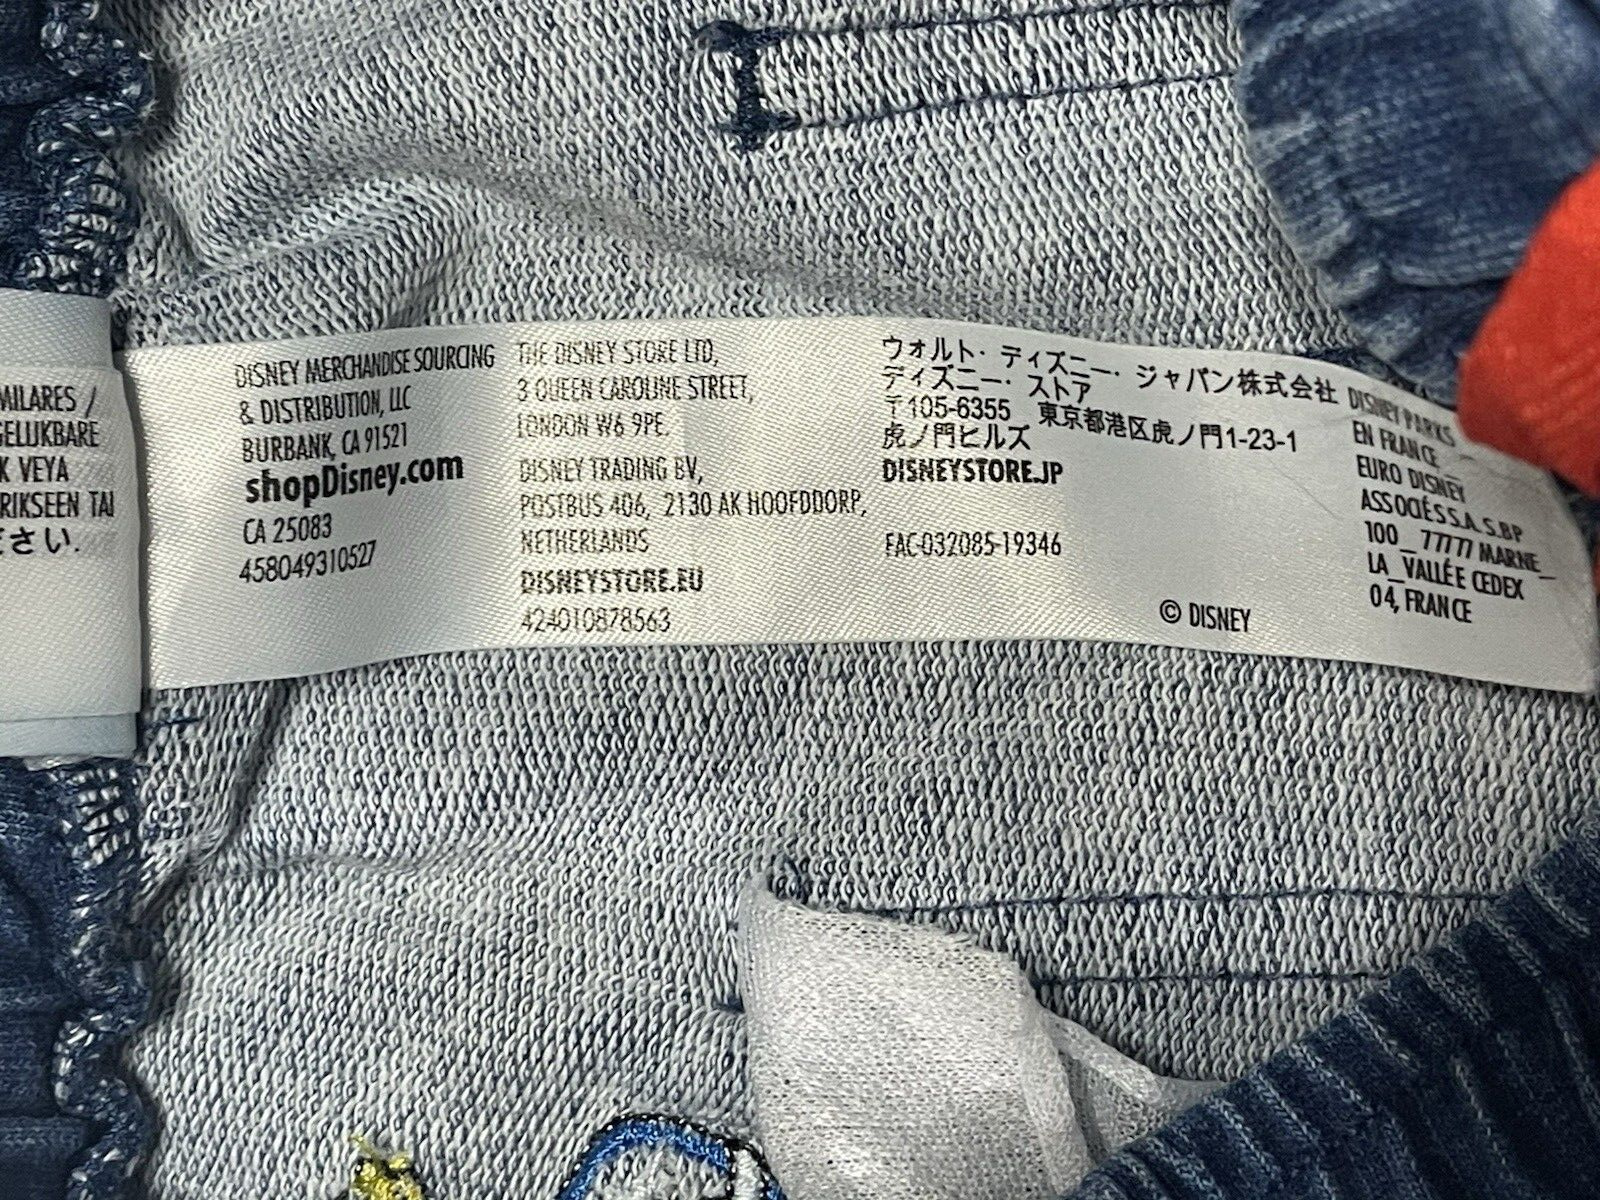 MILARES /
GELIJKBARE
K VEYA
RIKSEEN TAI
ださい.
DISNEY MERCHANDISE SOURCING
& DISTRIBUTION, LLC
BURBANK, CA 91521
shopDisney.com
CA 25083
458049310527
THE DISNEY STORE LTD,
3 QUEEN CAROLINE STREET,
LONDON W6 9PE.
DISNEY TRADING BV,
POSTBUS 406, 2130 AK HOOFDDORP,
NETHERLANDS
DISNEYSTORE.EU
424010878563
ウォルト・ディズニー・ジャパン株式会社
ディズニー・ストア
〒105-6355 東京都港区虎ノ門1-23-1
虎ノ門ヒルズ
DISNEYSTORE.JP
FAC-032085-19346
© DISNEY
DISNEY PARKS
EN FRANCE
EURO DISNEY
ASSOCIÉS S.A.S.BP
100_77777 MARNE_
LA_VALLÉE CEDEX
04, FRANCE